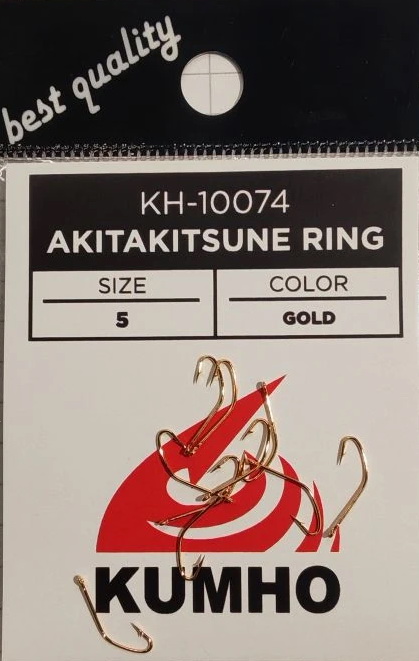 best quality
KH-10074
AKITAKITSUNE RING
SIZE
COLOR
5
GOLD
KUMHO